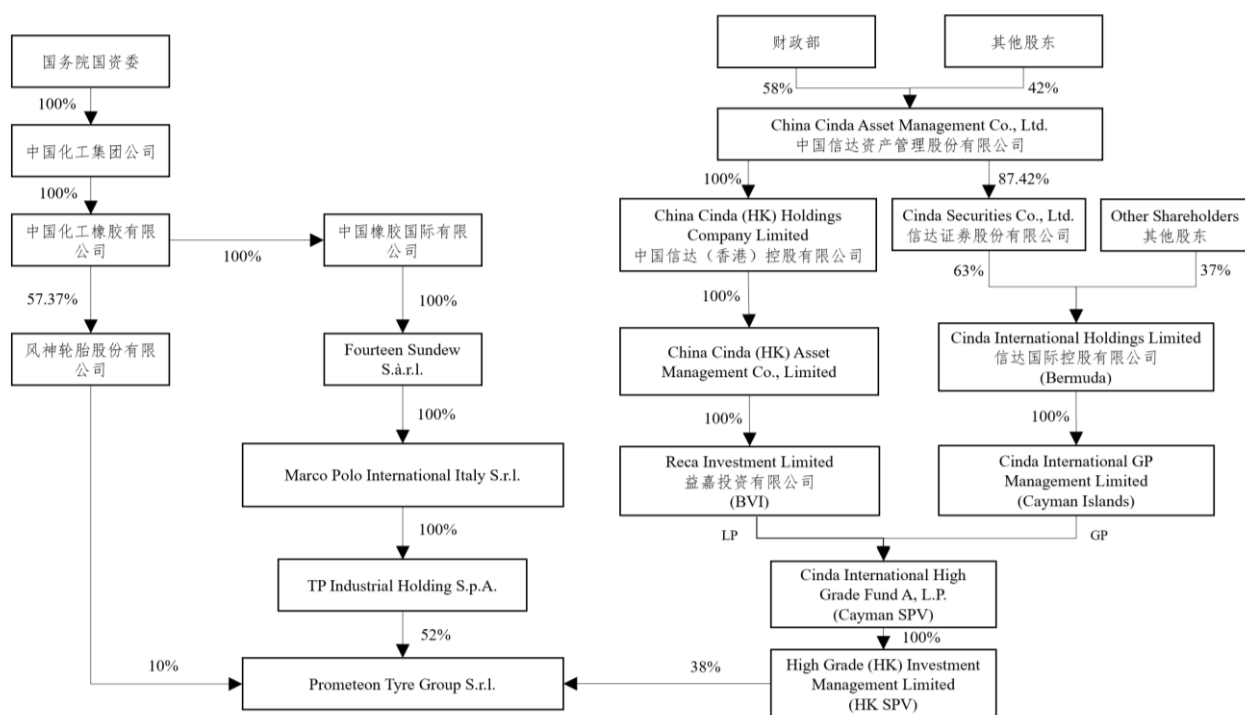 财政部
其他股东
国务院国资委
58%
42%
100%
China Cinda Asset Management Co., Ltd.
中国信达资产管理股份有限公司
中国化工集团公司
100%
100%
87.42%
中国化工橡胶有限公司
100%
中国橡胶国际有限公司
China Cinda (HK) Holdings
Company Limited
中国信达（香港）控股有限公司
Cinda Securities Co., Ltd.
信达证券股份有限公司
Other Shareholders
其他股东
63%
37%
57.37%
100%
100%
风神轮胎股份有限公司
Fourteen Sundew
S.à.r.l.
China Cinda (HK) Asset
Management Co., Limited
Cinda International Holdings Limited
信达国际控股有限公司
(Bermuda)
100%
100%
100%
Marco Polo International Italy S.r.l.
Reca Investment Limited
益嘉投资有限公司
(BVI)
Cinda International GP
Management Limited
(Cayman Islands)
100%
LP
GP
TP Industrial Holding S.p.A.
Cinda International High
Grade Fund A, L.P.
(Cayman SPV)
52%
100%
10%
Prometeon Tyre Group S.r.l.
38%
High Grade (HK) Investment
Management Limited
(HK SPV)